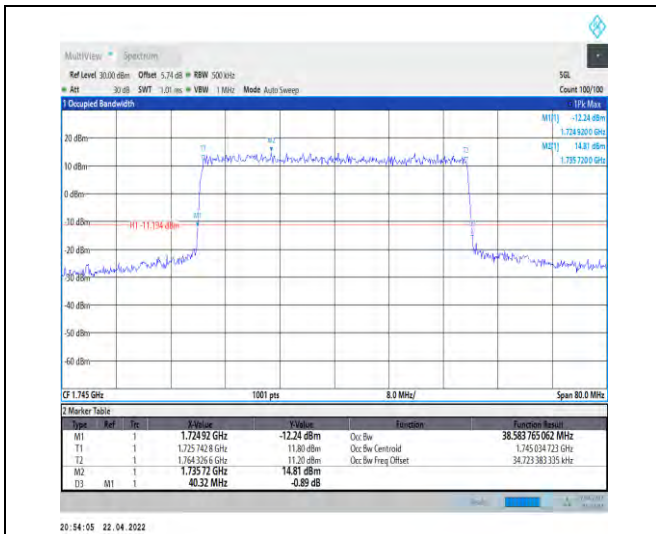 MultiView Spectrum
Ref Level 30.00 dBm Offset 5.74 dB RBW 500 kHz SGL
Att 30 dB SWT 1.01 ms VBW 1 MHz Mode Auto Sweep Count 100/100
1 Occupied Bandwidth 1Pk Max
M1[1] -12.24 dBm
1.724 920 0 GHz
M2[1] 14.81 dBm
1.735 720 0 GHz
20 dBm
T1 M2 T2
10 dBm
0 dBm
-10 dBm
M1
H1 -11.194 dBm
-20 dBm
-30 dBm
-40 dBm
-50 dBm
-60 dBm
CF 1.745 GHz 1001 pts 8.0 MHz/ Span 80.0 MHz
2 Marker Table
Type Ref Trc X-Value Y-Value Function Function Result
M1 1 1.724 92 GHz -12.24 dBm Occ Bw 38.583 765 062 MHz
T1 1 1.725 742 8 GHz 11.80 dBm Occ Bw Centroid 1.745 034 723 GHz
T2 1 1.764 326 6 GHz 11.20 dBm Occ Bw Freq Offset 34.723 383 335 kHz
M2 1 1.735 72 GHz 14.81 dBm
D3 M1 1 40.32 MHz -0.89 dB
20:54:05 22.04.2022